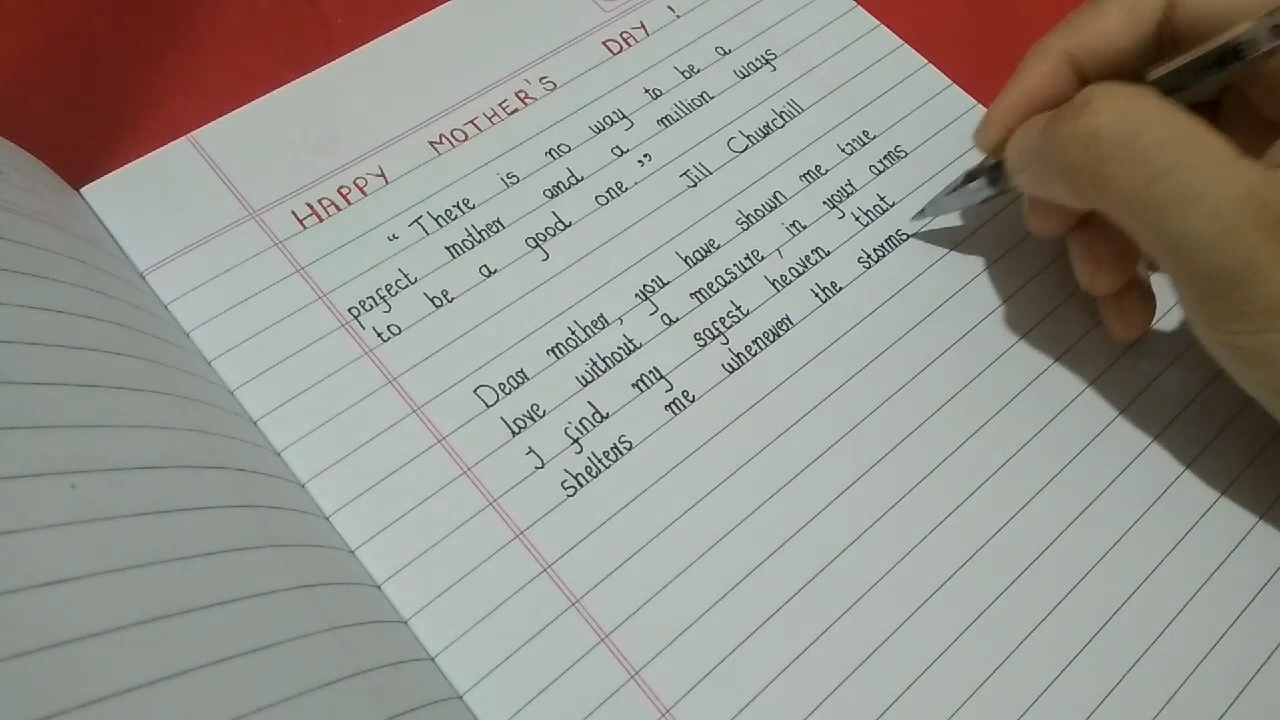 HAPPY MOTHER'S DAY !
“ There is no way to be a
perfect mother and a million ways
to be a good one.”
Jill Churchill
Dear mother, you have shown me true
love without a measure, in your arms
I find my safest heaven that
shelters me whenever the storms